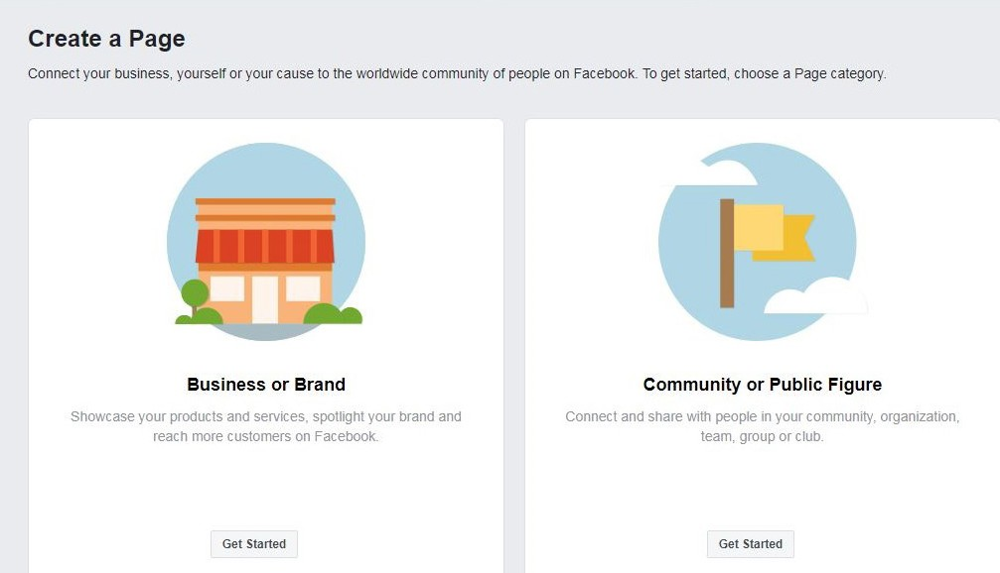 Create a Page
Connect your business, yourself or your cause to the worldwide community of people on Facebook. To get started, choose a Page category.
Business or Brand
Showcase your products and services, spotlight your brand and
reach more customers on Facebook.
Get Started
Community or Public Figure
Connect and share with people in your community, organization,
team, group or club.
Get Started